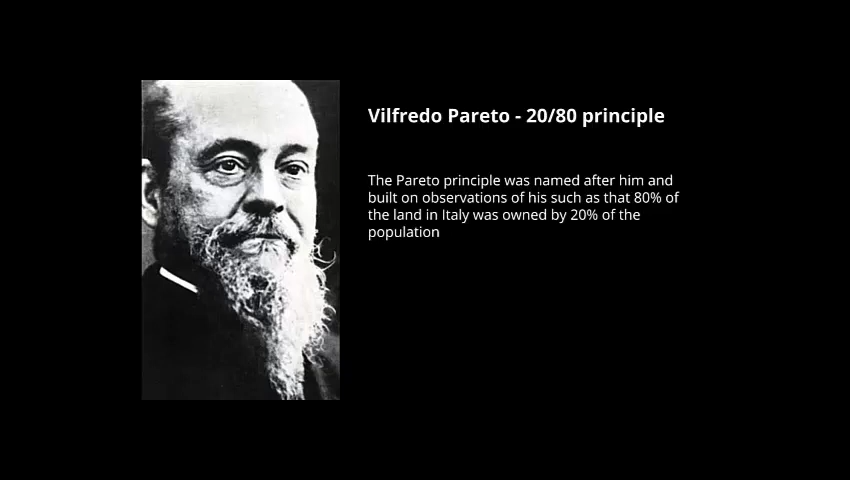 Vilfredo Pareto - 20/80 principle
The Pareto principle was named after him and
built on observations of his such as that 80% of
the land in Italy was owned by 20% of the
population